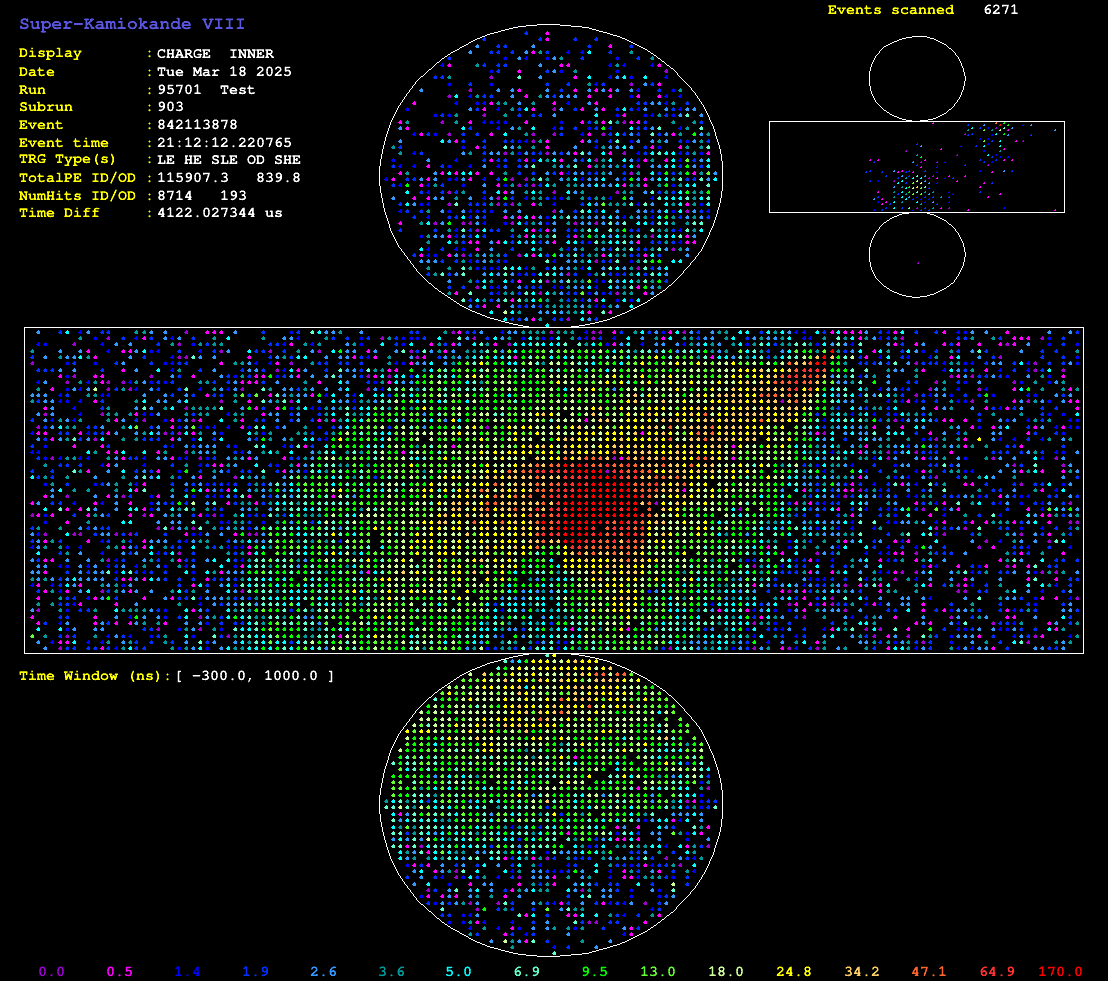 Super-Kamiokande VIII
Events scanned 6271
Display : CHARGE INNER
Date : Tue Mar 18 2025
Run : 95701 Test
Subrun : 903
Event : 842113878
Event time : 21:12:12.220765
TRG Type(s) : LE HE SLE OD SHE
TotalPE ID/OD : 115907.3 839.8
NumHits ID/OD : 8714 193
Time Diff : 4122.027344 us
Time Window (ns): [ -300.0, 1000.0 ]
0.0 0.5 1.4 1.9 2.6 3.6 5.0 6.9 9.5 13.0 18.0 24.8 34.2 47.1 64.9 170.0